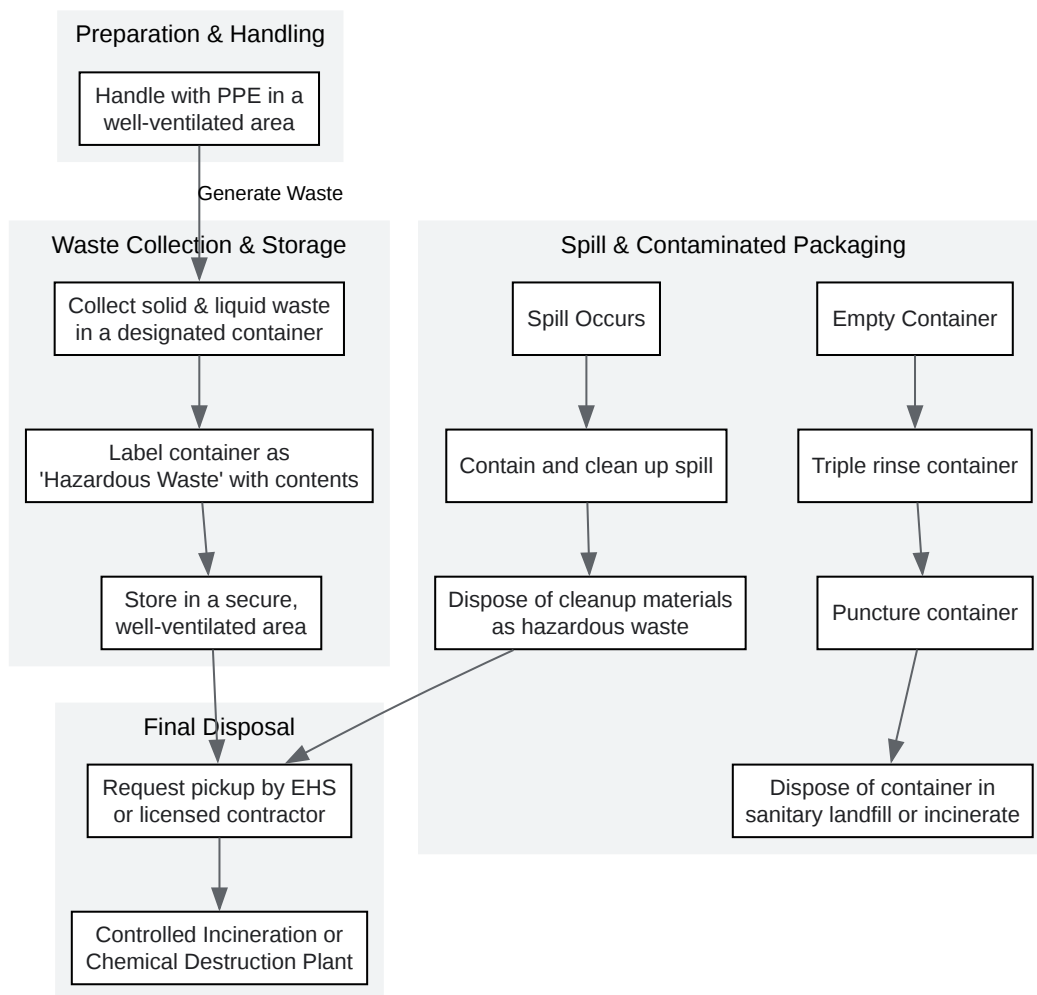 Preparation & Handling
Handle with PPE in a
well-ventilated area
Generate Waste
Waste Collection & Storage
Collect solid & liquid waste
in a designated container
Label container as
'Hazardous Waste' with contents
Store in a secure,
well-ventilated area
Spill & Contaminated Packaging
Spill Occurs
Contain and clean up spill
Dispose of cleanup materials
as hazardous waste
Empty Container
Triple rinse container
Puncture container
Dispose of container in
sanitary landfill or incinerate
Final Disposal
Request pickup by EHS
or licensed contractor
Controlled Incineration or
Chemical Destruction Plant